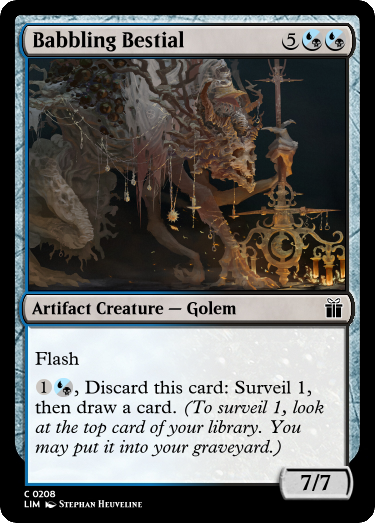 Babbling Bestial 5
Artifact Creature — Golem
Flash
1, Discard this card: Surveil 1,
then draw a card. (To surveil 1, look
at the top card of your library. You
may put it into your graveyard.)
7/7
C 0208
LIM Stephan Heuveline